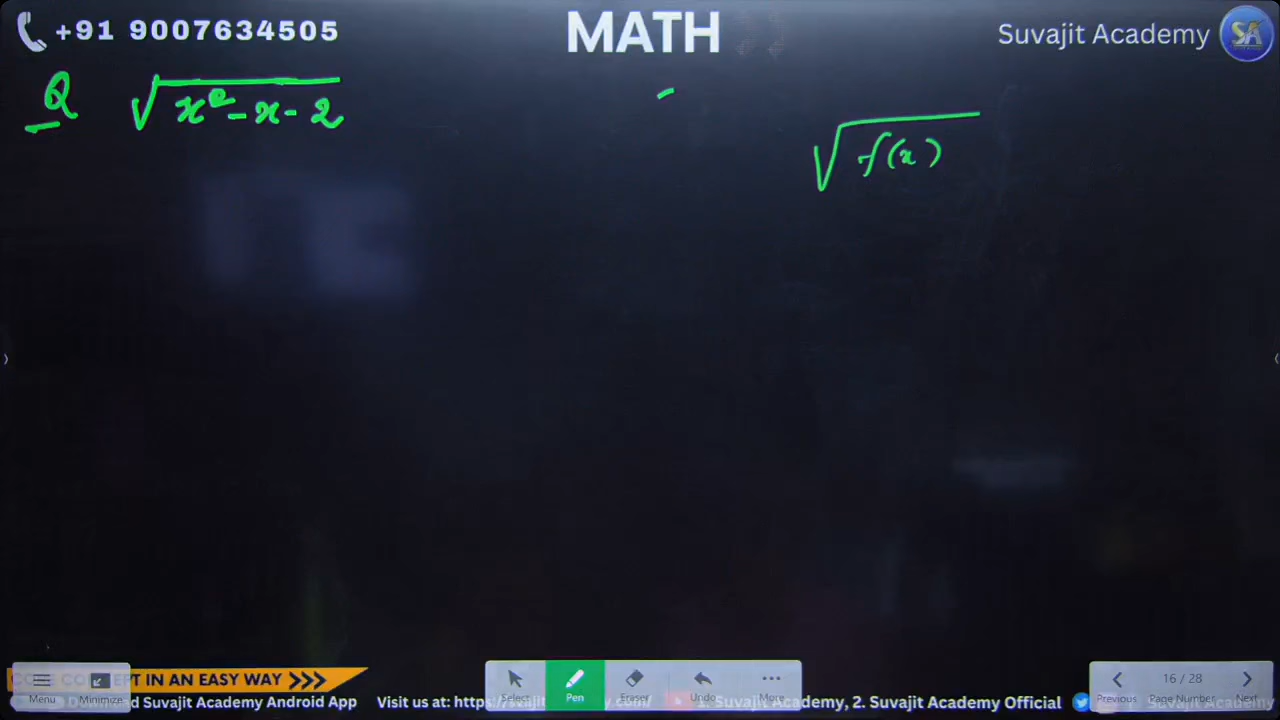 +91 9007634505
MATH
Suvajit Academy
SA
Q √(x² - x - 2)
√f(x)
CEPT IN AN EASY WAY >>>
Menu
Minimize
Select
Pen
Eraser
Undo
More
Previous
16 / 28
Page Number
Next
d Suvajit Academy Android App
Visit us at: https://
Academy, 2. Suvajit Academy Official